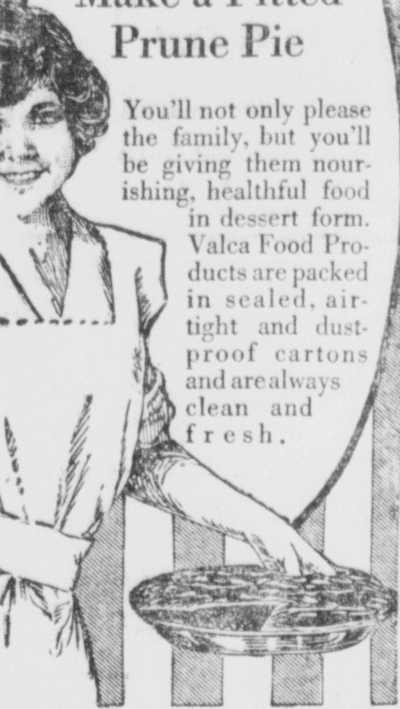 Make a Pitted
Prune Pie
You'll not only please
the family, but you'll
be giving them nour-
ishing, healthful food
in dessert form.
Valca Food Pro-
ducts are packed
in sealed, air-
tight and dust-
proof cartons
and are always
clean and
fresh.